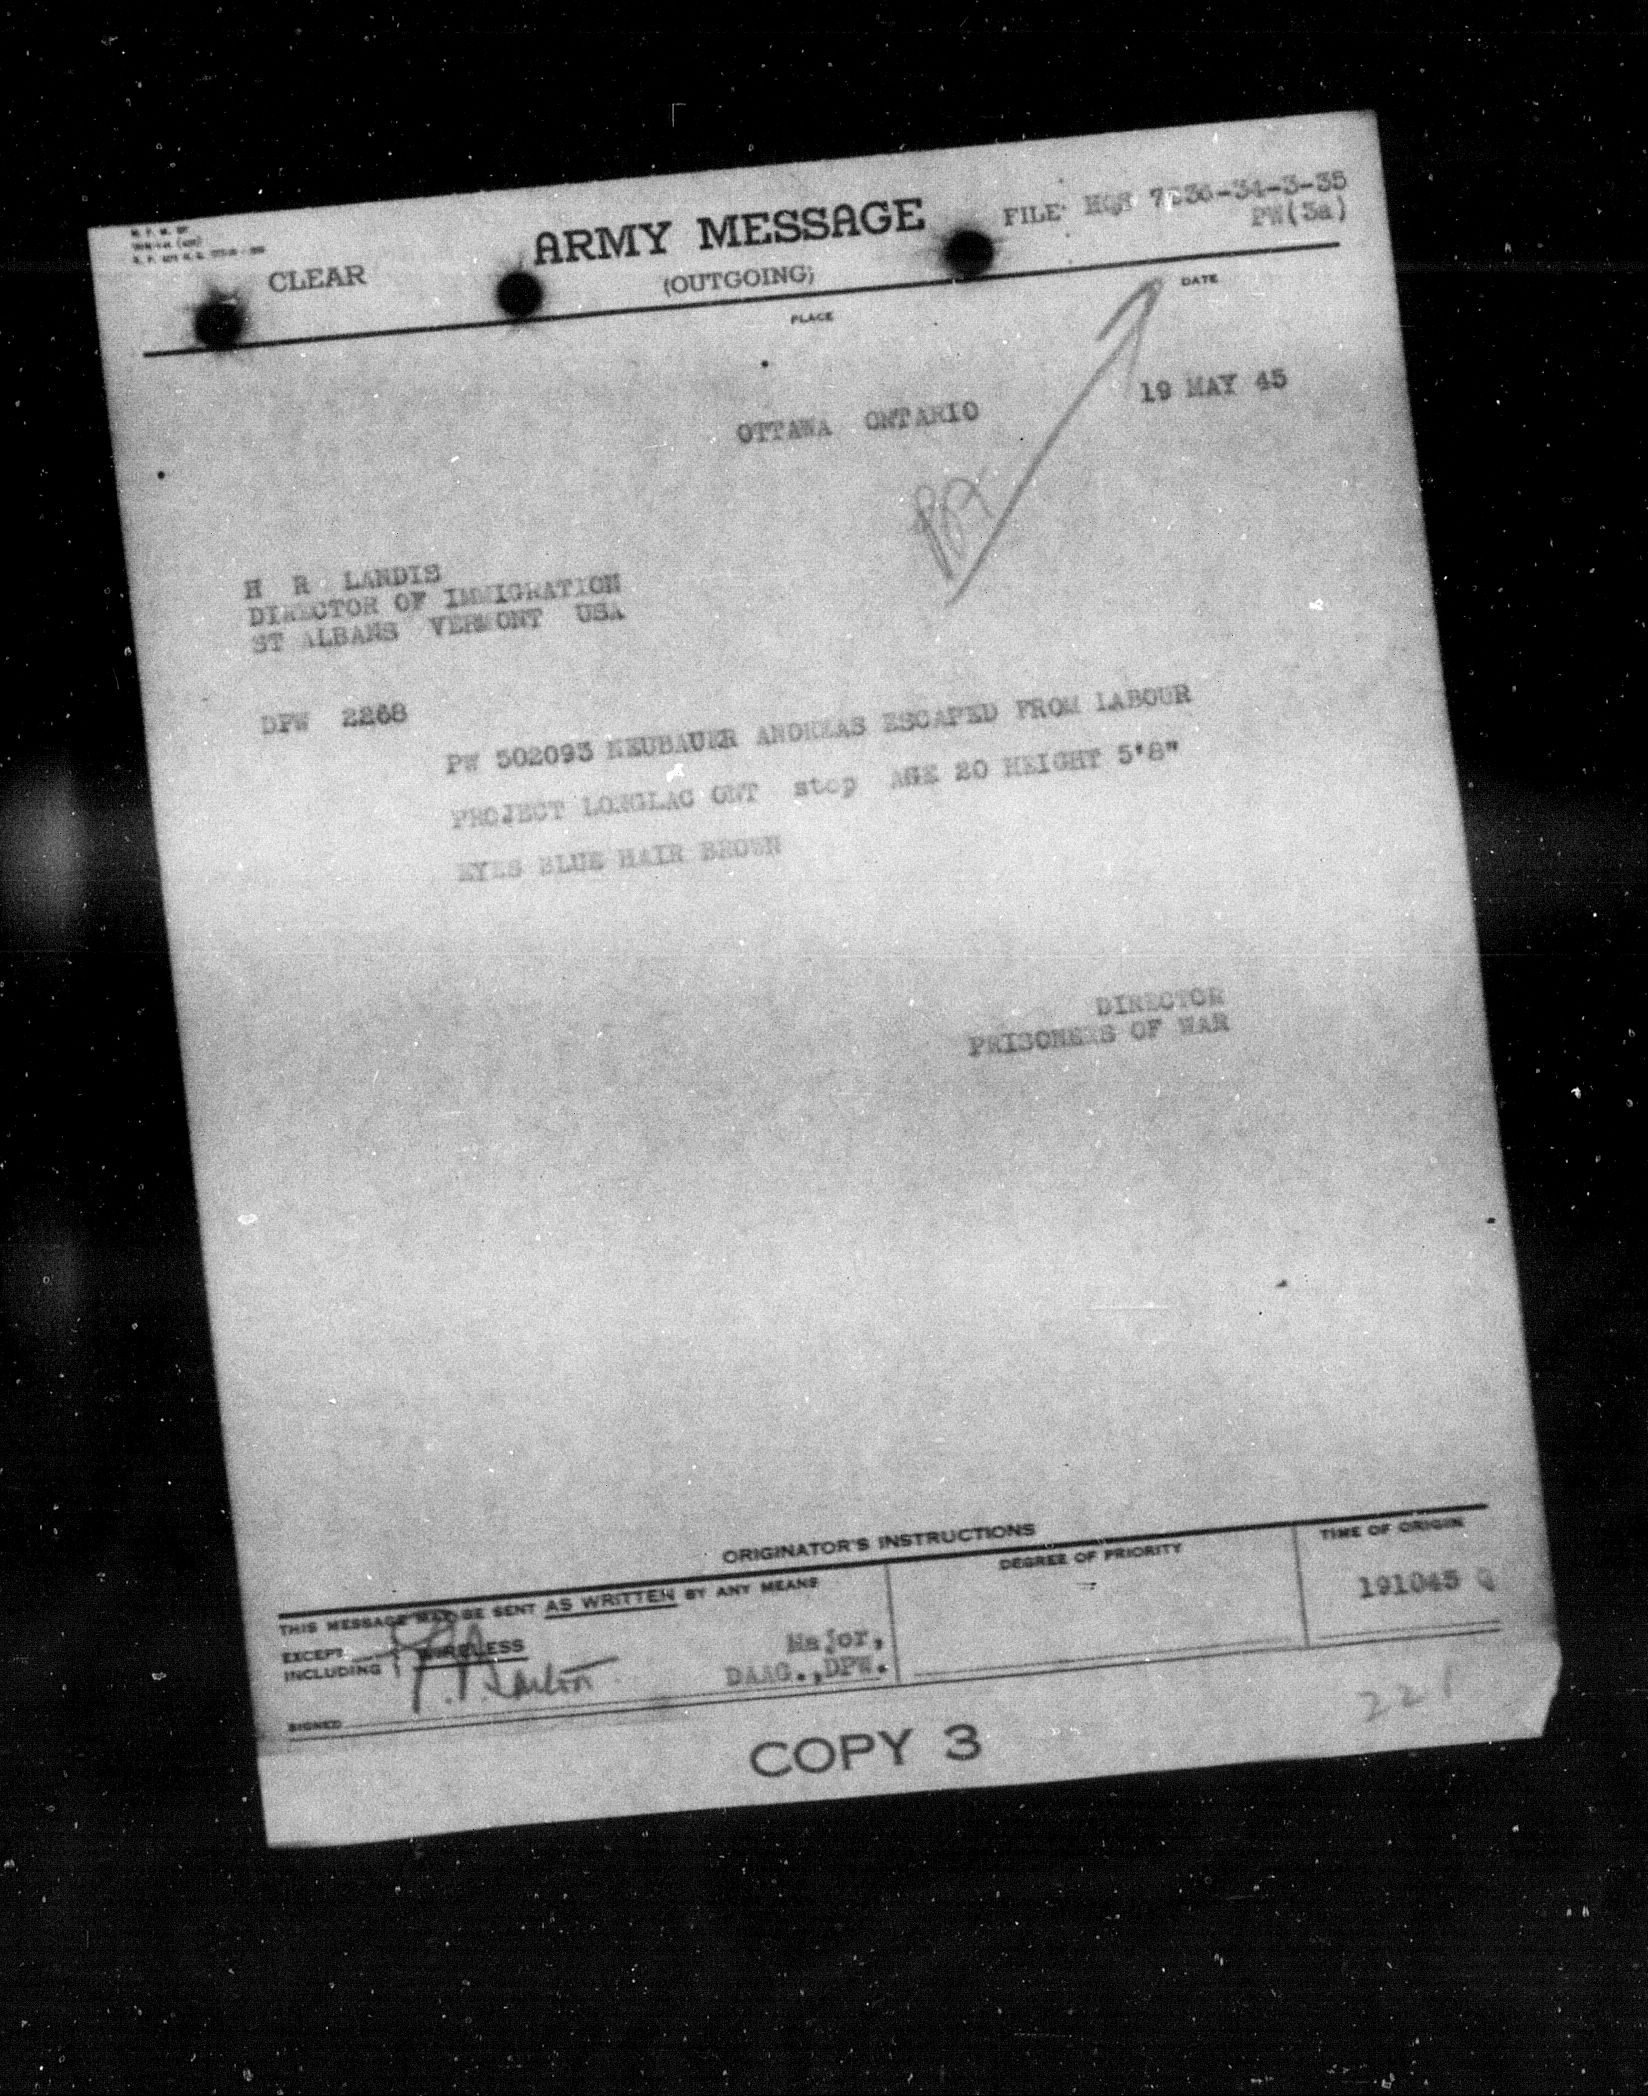 ARMY MESSAGE
(OUTGOING)
CLEAR
FILE HQS 7236-34-3-35
PW(3a)
PLACE
DATE
OTTAWA ONTARIO
19 MAY 45
H R LANDIS
DIRECTOR OF IMMIGRATION
ST ALBANS VERMONT USA
DPW 2268
PW 502093 NEUBAUER ANDREAS ESCAPED FROM LABOUR
PROJECT LONGLAC ONT stop AGE 20 HEIGHT 5'8"
EYES BLUE HAIR BROWN
DIRECTOR
PRISONERS OF WAR
ORIGINATOR'S INSTRUCTIONS
THIS MESSAGE MAY BE SENT AS WRITTEN BY ANY MEANS
EXCEPT
INCLUDING
WIRELESS
SIGNED
Major,
DAAG.,DPW.
DEGREE OF PRIORITY
TIME OF ORIGIN
191045 Q
COPY 3
221